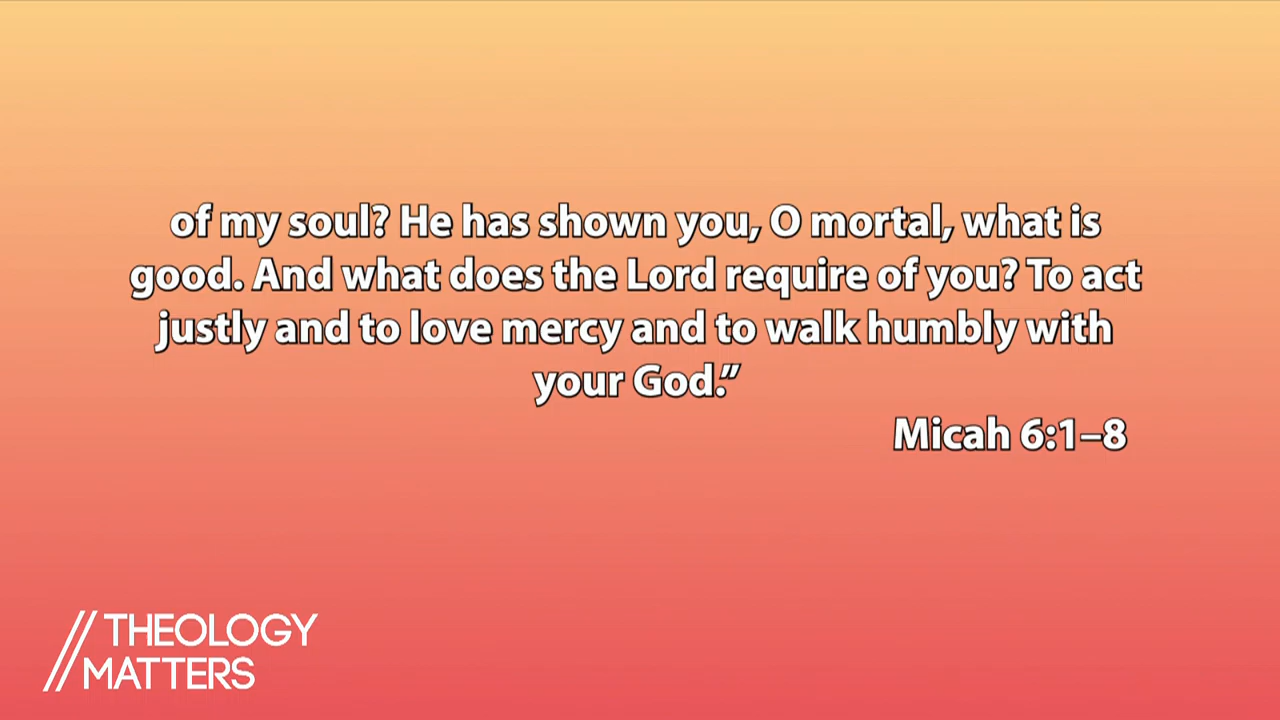 of my soul? He has shown you, O mortal, what is
good. And what does the Lord require of you? To act
justly and to love mercy and to walk humbly with
your God.”
Micah 6:1–8
//THEOLOGY
MATTERS